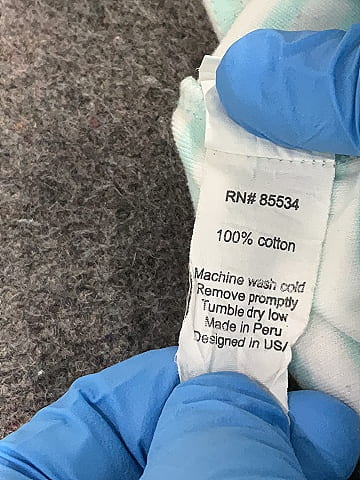 RN# 85534
100% cotton
Machine wash cold
Remove promptly
Tumble dry low
Made in Peru
Designed in USA